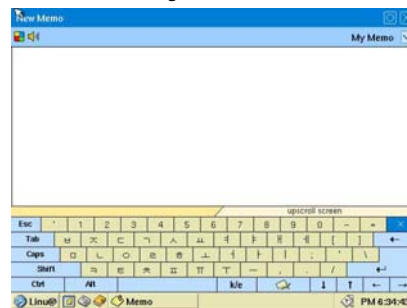 New Memo
My Memo
upscroll screen
Esc ` 1 2 3 4 5 6 7 8 9 0 - =
Tab ㅂ ㅈ ㄷ ㄱ ㅅ ㅛ ㅕ ㅑ ㅐ ㅔ [ ] ←
Caps ㅁ ㄴ ㅇ ㄹ ㅎ ㅗ ㅓ ㅏ ㅣ ; ' \
Shift ㅋ ㅌ ㅊ ㅍ ㅠ ㅜ ㅡ , . / ↵
Ctrl Alt k/e ↓ ↑ ← →
Linu@ Memo PM 6:34:4